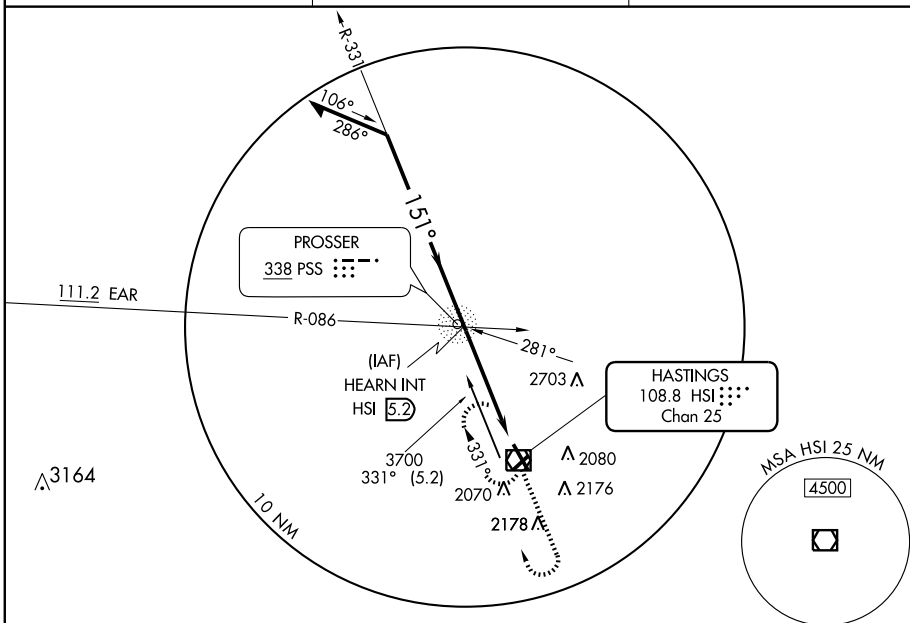 R-331
106°
286°
151°
PROSSER
338 PSS
111.2 EAR
R-086
(IAF)
HEARN INT
HSI 5.2
281°
2703
HASTINGS
108.8 HSI
Chan 25
3700
331° (5.2)
331°
2080
2070
2176
2178
3164
10 NM
MSA HSI 25 NM
4500